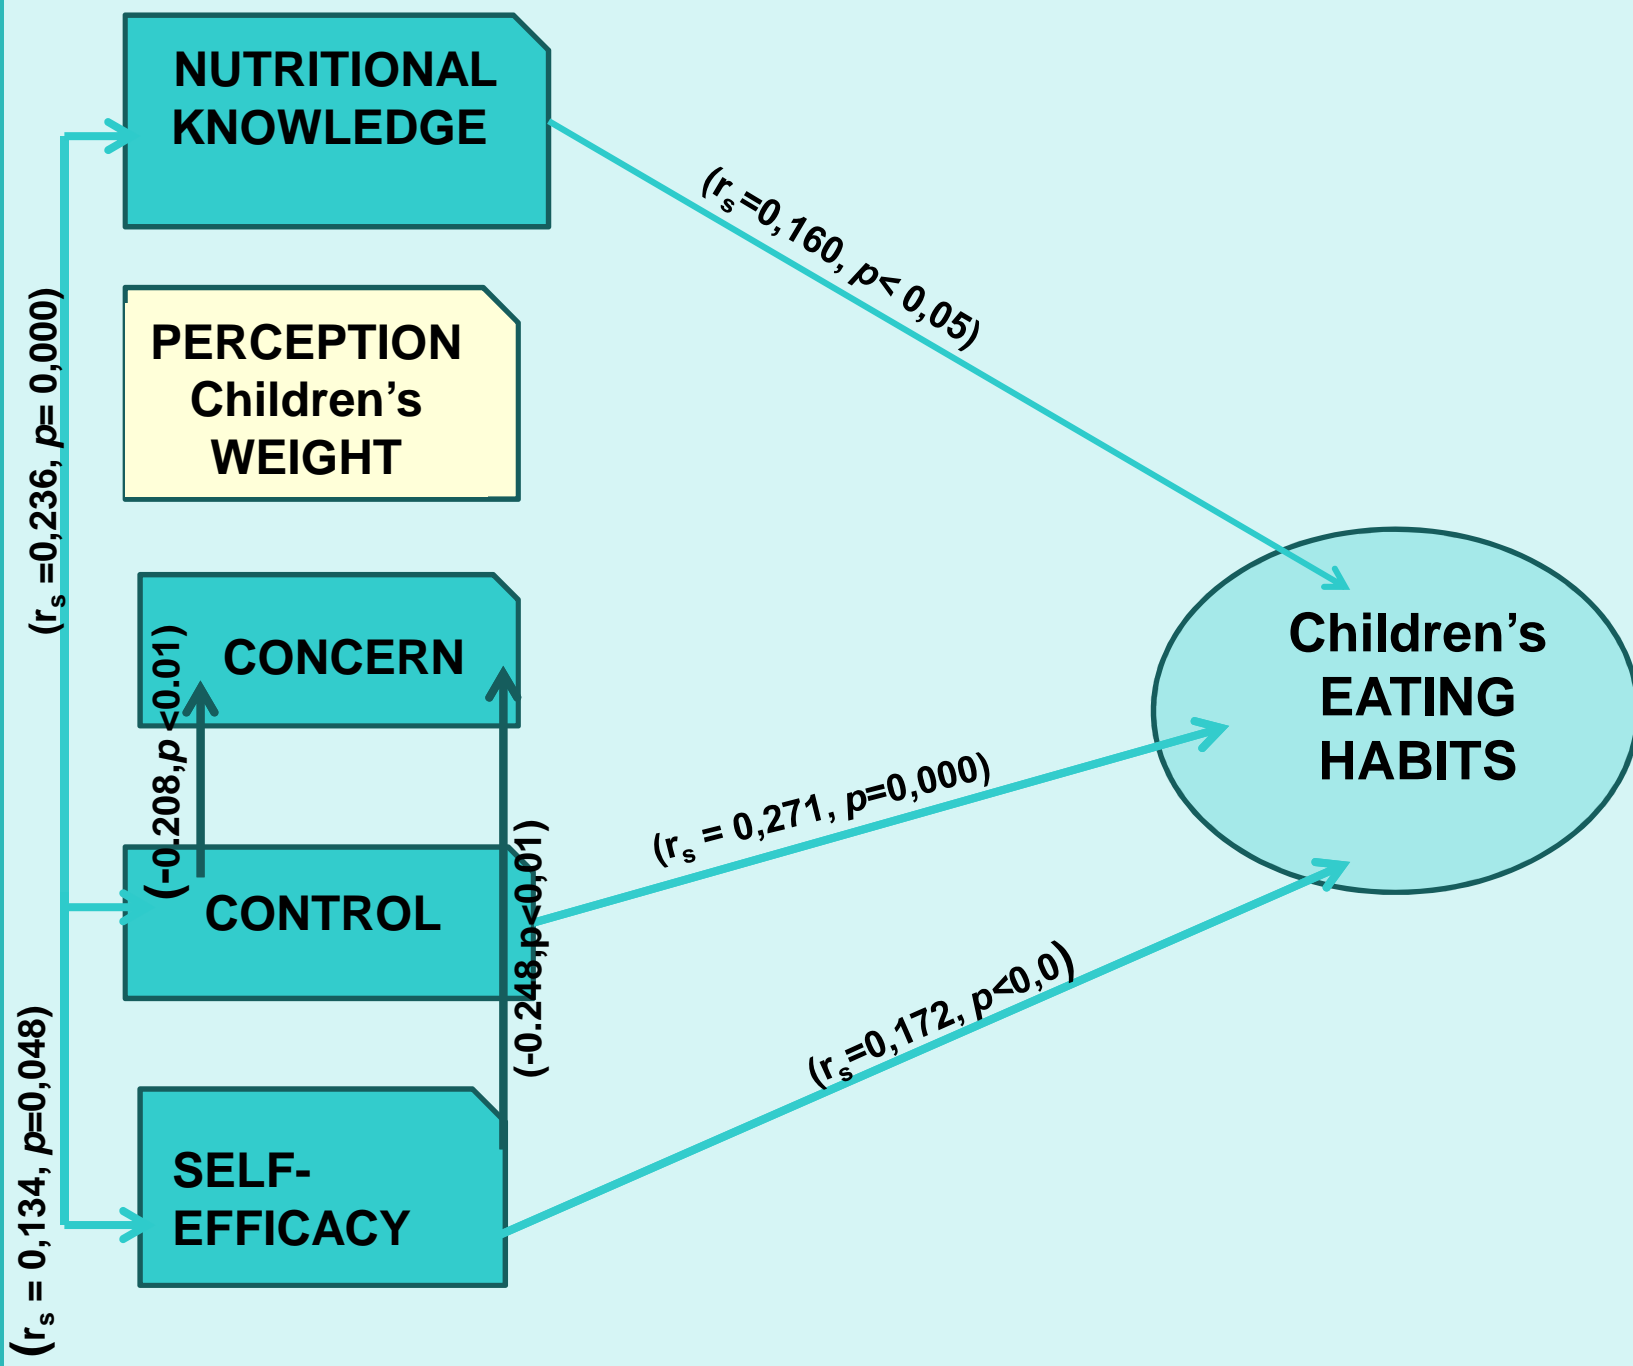 NUTRITIONAL
KNOWLEDGE
(rs =0,160, p< 0,05)
(rs =0,236, p= 0,000)
PERCEPTION
Children’s
WEIGHT
CONCERN
(-0.208,p <0.01)
Children’s
EATING
HABITS
(rs = 0,271, p=0,000)
CONTROL
(-0.248,p<0,01)
(rs=0,172, p<0,0)
(rs = 0,134, p=0,048)
SELF-
EFFICACY